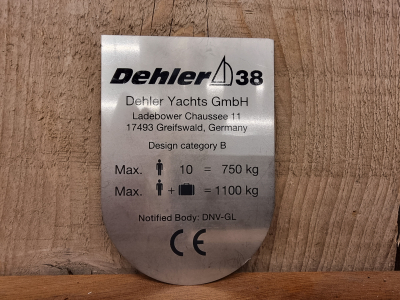 Dehler 38
Dehler Yachts GmbH
Ladebower Chaussee 11
17493 Greifswald, Germany
Design category B
Max. 10 = 750 kg
Max. + = 1100 kg
Notified Body: DNV-GL
CE